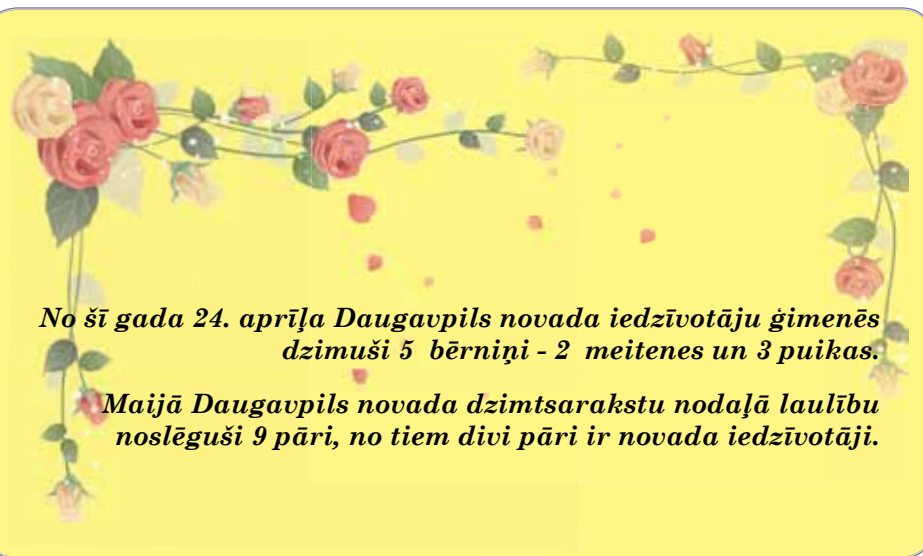 No šī gada 24. aprīļa Daugavpils novada iedzīvotāju ģimenēs
dzimuši 5 bērniņi - 2 meitenes un 3 puikas.
Maijā Daugavpils novada dzimtsarakstu nodaļā laulību
noslēguši 9 pāri, no tiem divi pāri ir novada iedzīvotāji.